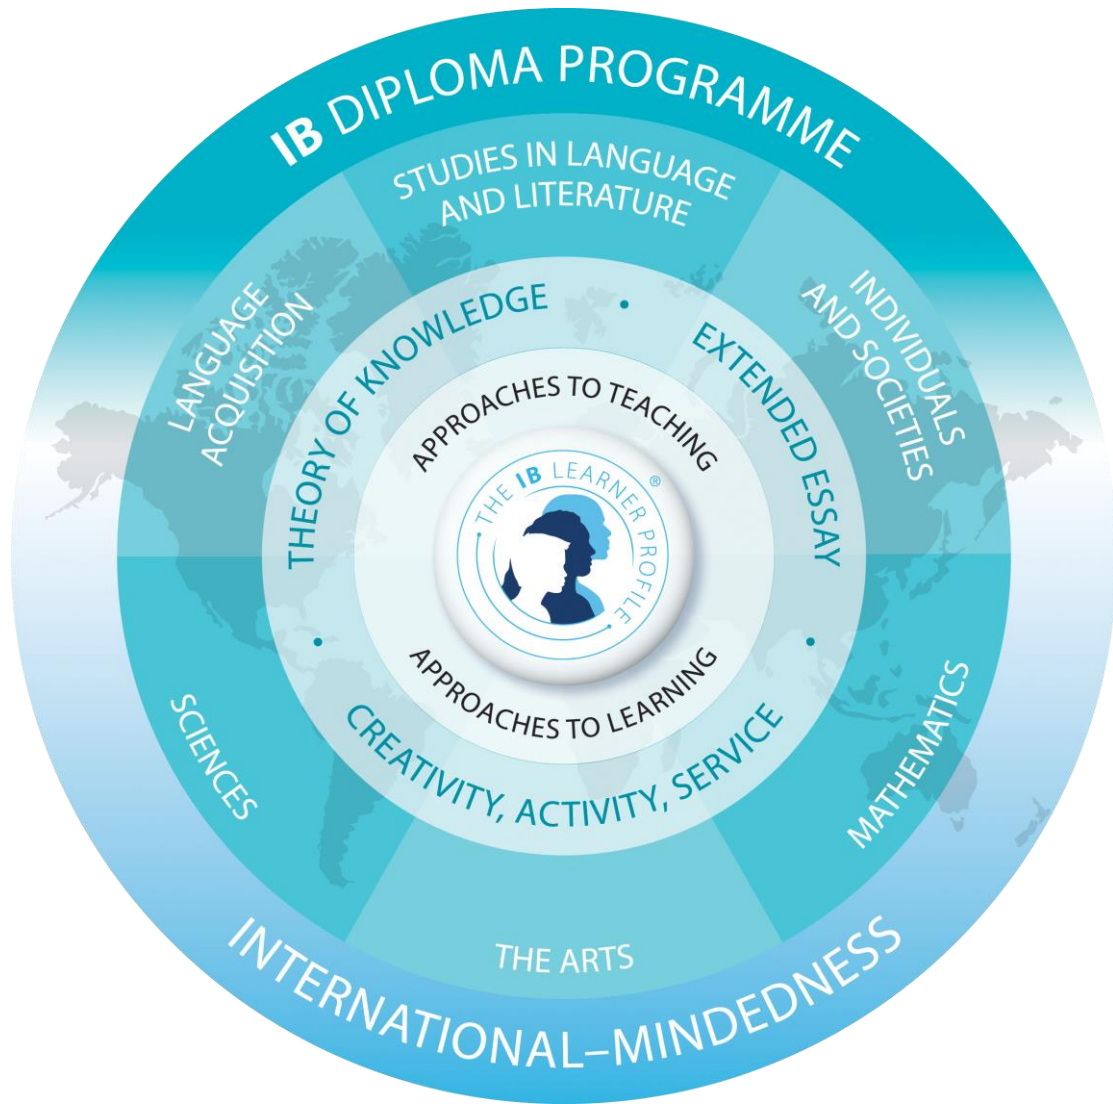 IB DIPLOMA PROGRAMME
STUDIES IN LANGUAGE
AND LITERATURE
LANGUAGE
ACQUISITION
INDIVIDUALS
AND SOCIETIES
THEORY OF KNOWLEDGE
•
EXTENDED ESSAY
•
APPROACHES TO TEACHING
THE IB LEARNER PROFILE
®
APPROACHES TO LEARNING
•
CREATIVITY, ACTIVITY, SERVICE
SCIENCES
MATHEMATICS
THE ARTS
INTERNATIONAL–MINDEDNESS